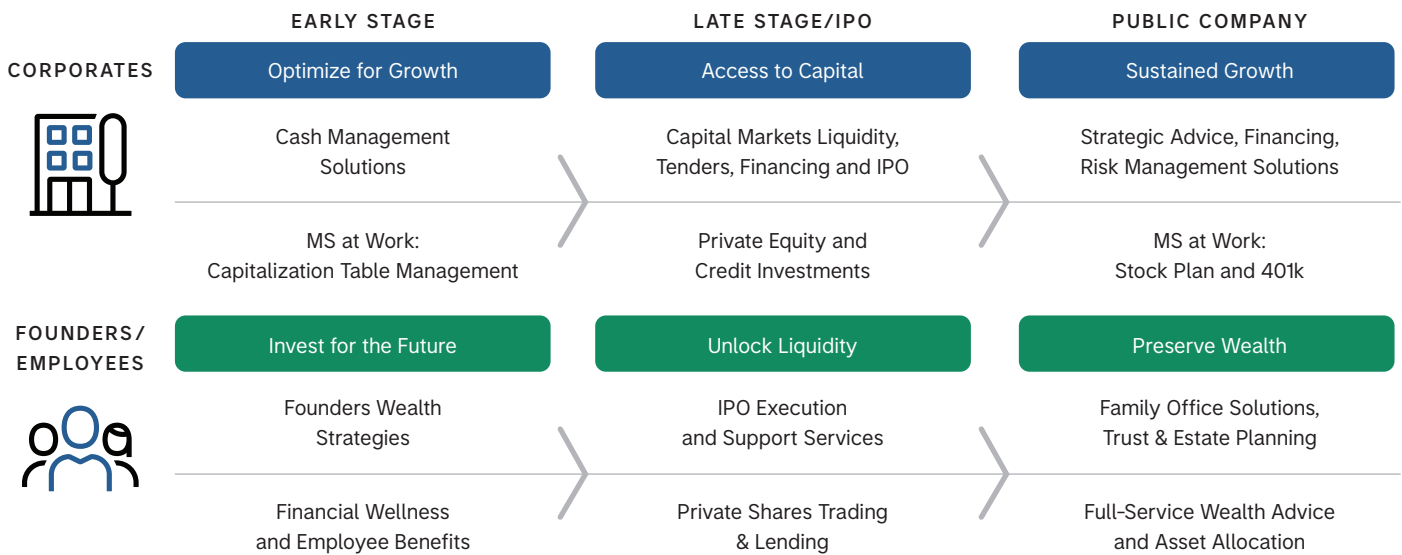 EARLY STAGE
LATE STAGE/IPO
PUBLIC COMPANY
CORPORATES
Optimize for Growth
Access to Capital
Sustained Growth
Cash Management
Solutions
Capital Markets Liquidity,
Tenders, Financing and IPO
Strategic Advice, Financing,
Risk Management Solutions
MS at Work:
Capitalization Table Management
Private Equity and
Credit Investments
MS at Work:
Stock Plan and 401k
FOUNDERS/
EMPLOYEES
Invest for the Future
Unlock Liquidity
Preserve Wealth
Founders Wealth
Strategies
IPO Execution
and Support Services
Family Office Solutions,
Trust & Estate Planning
Financial Wellness
and Employee Benefits
Private Shares Trading
& Lending
Full-Service Wealth Advice
and Asset Allocation